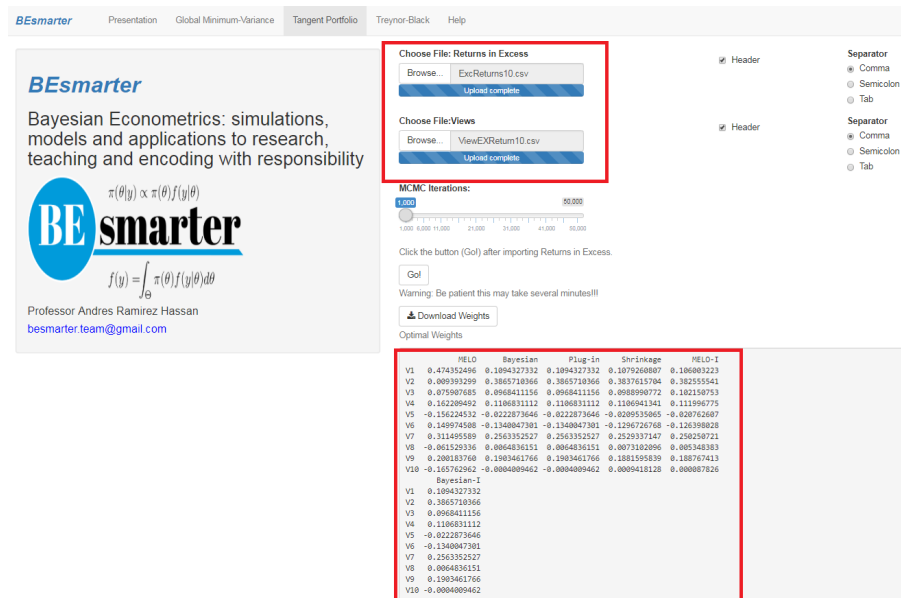 BEsmarter Presentation Global Minimum-Variance Tangent Portfolio Treynor-Black Help
BEsmarter
Bayesian Econometrics: simulations,
models and applications to research,
teaching and encoding with responsibility
π(θ|y) ∝ π(θ)f(y|θ)
BE smarter
f(y) = ∫Θ π(θ)f(y|θ)dθ
Professor Andres Ramirez Hassan
besmarter.team@gmail.com
Choose File: Returns in Excess
Browse... ExcReturns10.csv
Upload complete
Header
Separator
Comma
Semicolon
Tab
Choose File:Views
Browse... ViewEXReturn10.csv
Upload complete
Header
Separator
Comma
Semicolon
Tab
MCMC Iterations:
1,000 50,000
1,000 6,000 11,000 21,000 31,000 41,000 50,000
Click the button (Go!) after importing Returns in Excess.
Go!
Warning: Be patient this may take several minutes!!!
Download Weights
Optimal Weights
MELO Bayesian Plug-in Shrinkage MELO-I
V1 0.474352496 0.1094327332 0.1094327332 0.1079260807 0.106003223
V2 0.009393299 0.3865710366 0.3865710366 0.3837615704 0.382555541
V3 0.075907685 0.0968411156 0.0968411156 0.0988990772 0.102150753
V4 0.162209492 0.1106831112 0.1106831112 0.1106941341 0.111996775
V5 -0.156224532 -0.0222873646 -0.0222873646 -0.0209535065 -0.020762607
V6 0.149974508 -0.1340047301 -0.1340047301 -0.1296726768 -0.126398028
V7 0.311495589 0.2563352527 0.2563352527 0.2529337147 0.250250721
V8 -0.061529336 0.0064836151 0.0064836151 0.0073102096 0.005348383
V9 0.200183760 0.1903461766 0.1903461766 0.1881595839 0.188767413
V10 -0.165762962 -0.0004009462 -0.0004009462 0.0009418128 0.000087826
Bayesian-I
V1 0.1094327332
V2 0.3865710366
V3 0.0968411156
V4 0.1106831112
V5 -0.0222873646
V6 -0.1340047301
V7 0.2563352527
V8 0.0064836151
V9 0.1903461766
V10 -0.0004009462